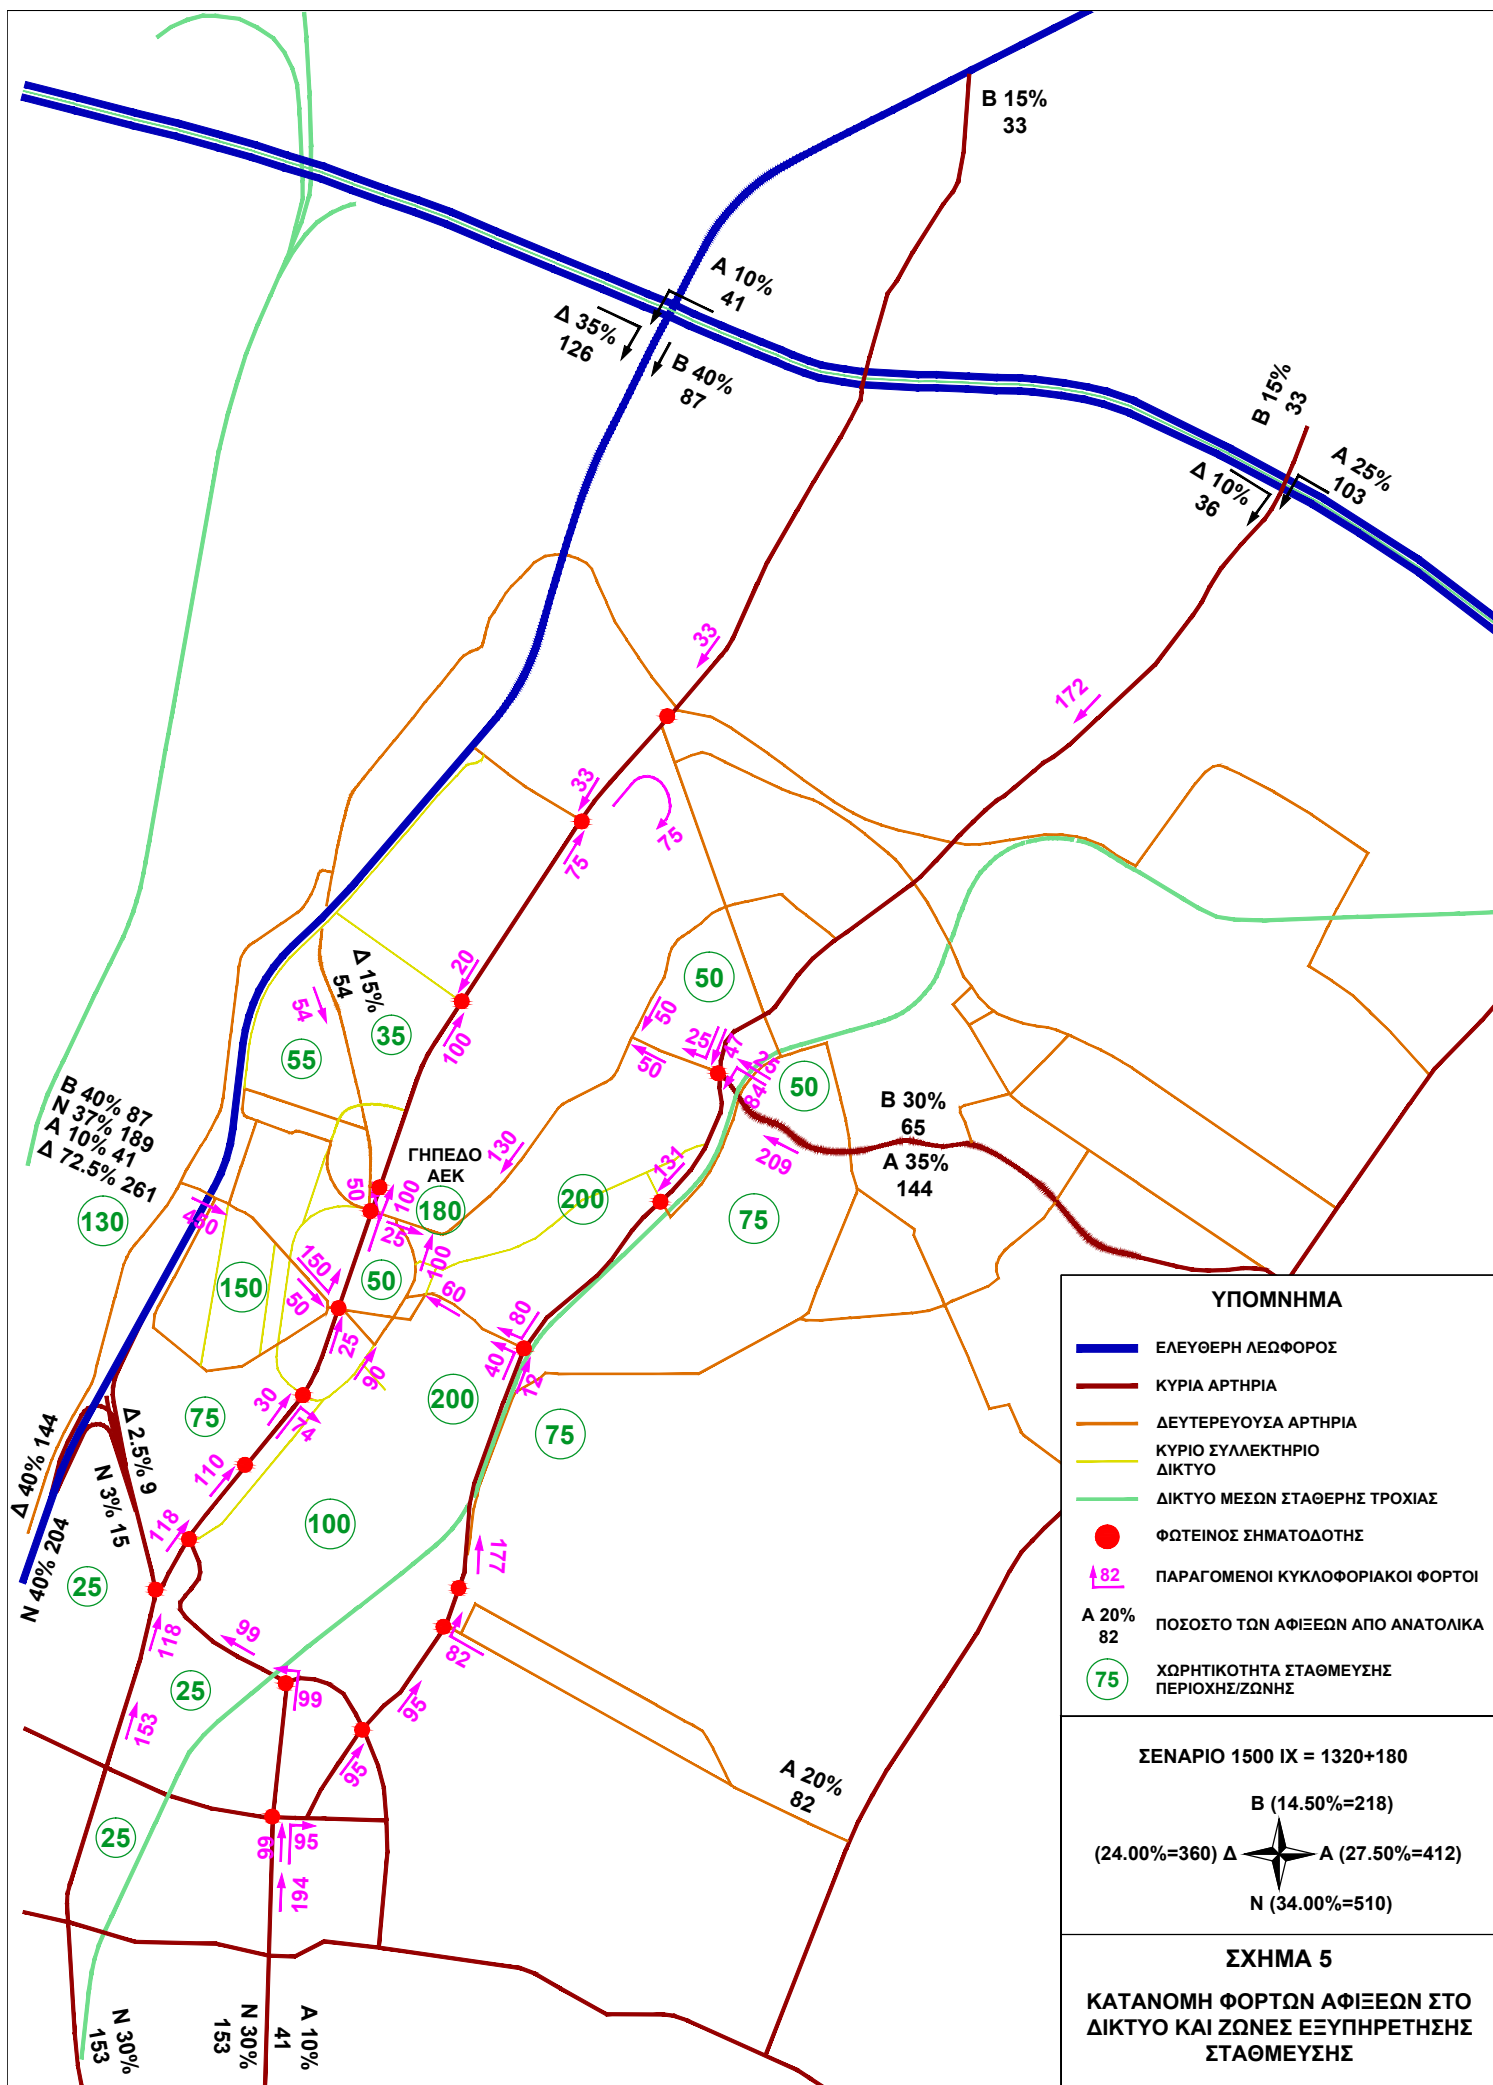 B 15%
33
A 10%
41
Δ 35%
126
B 40%
87
B 15%
33
A 25%
103
Δ 10%
36
33
172
33
75
75
20
Δ 15%
54
54
35
100
55
50
50
25
47
50
25
84
50
B 30%
65
209
A 35%
144
B 40% 87
N 37% 189
A 10% 41
Δ 72.5% 261
130
ΓΗΠΕΔΟ
ΑΕΚ
130
131
50
100
180
200
75
25
100
150
150
50
50
60
80
25
90
40
12
200
75
30
74
75
110
Δ 40% 144
Δ 2.5% 9
N 3% 15
N 40% 204
118
100
177
25
118
99
82
99
95
25
153
95
A 20%
82
25
99
95
194
N 30%
153
N 30%
153
A 10%
41
ΥΠΟΜΝΗΜΑ
ΕΛΕΥΘΕΡΗ ΛΕΩΦΟΡΟΣ
ΚΥΡΙΑ ΑΡΤΗΡΙΑ
ΔΕΥΤΕΡΕΥΟΥΣΑ ΑΡΤΗΡΙΑ
ΚΥΡΙΟ ΣΥΛΛΕΚΤΗΡΙΟ
ΔΙΚΤΥΟ
ΔΙΚΤΥΟ ΜΕΣΩΝ ΣΤΑΘΕΡΗΣ ΤΡΟΧΙΑΣ
ΦΩΤΕΙΝΟΣ ΣΗΜΑΤΟΔΟΤΗΣ
82 ΠΑΡΑΓΟΜΕΝΟΙ ΚΥΚΛΟΦΟΡΙΑΚΟΙ ΦΟΡΤΟΙ
A 20%
82
ΠΟΣΟΣΤΟ ΤΩΝ ΑΦΙΞΕΩΝ ΑΠΟ ΑΝΑΤΟΛΙΚΑ
75
ΧΩΡΗΤΙΚΟΤΗΤΑ ΣΤΑΘΜΕΥΣΗΣ
ΠΕΡΙΟΧΗΣ/ΖΩΝΗΣ
ΣΕΝΑΡΙΟ 1500 ΙΧ = 1320+180
B (14.50%=218)
(24.00%=360) Δ
A (27.50%=412)
N (34.00%=510)
ΣΧΗΜΑ 5
ΚΑΤΑΝΟΜΗ ΦΟΡΤΩΝ ΑΦΙΞΕΩΝ ΣΤΟ
ΔΙΚΤΥΟ ΚΑΙ ΖΩΝΕΣ ΕΞΥΠΗΡΕΤΗΣΗΣ
ΣΤΑΘΜΕΥΣΗΣ